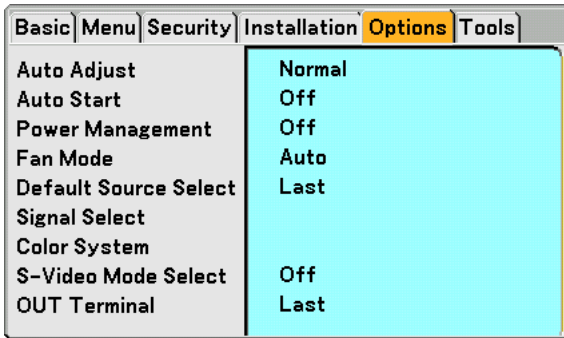 Basic Menu Security Installation Options Tools
Auto Adjust Normal
Auto Start Off
Power Management Off
Fan Mode Auto
Default Source Select Last
Signal Select
Color System
S-Video Mode Select Off
OUT Terminal Last